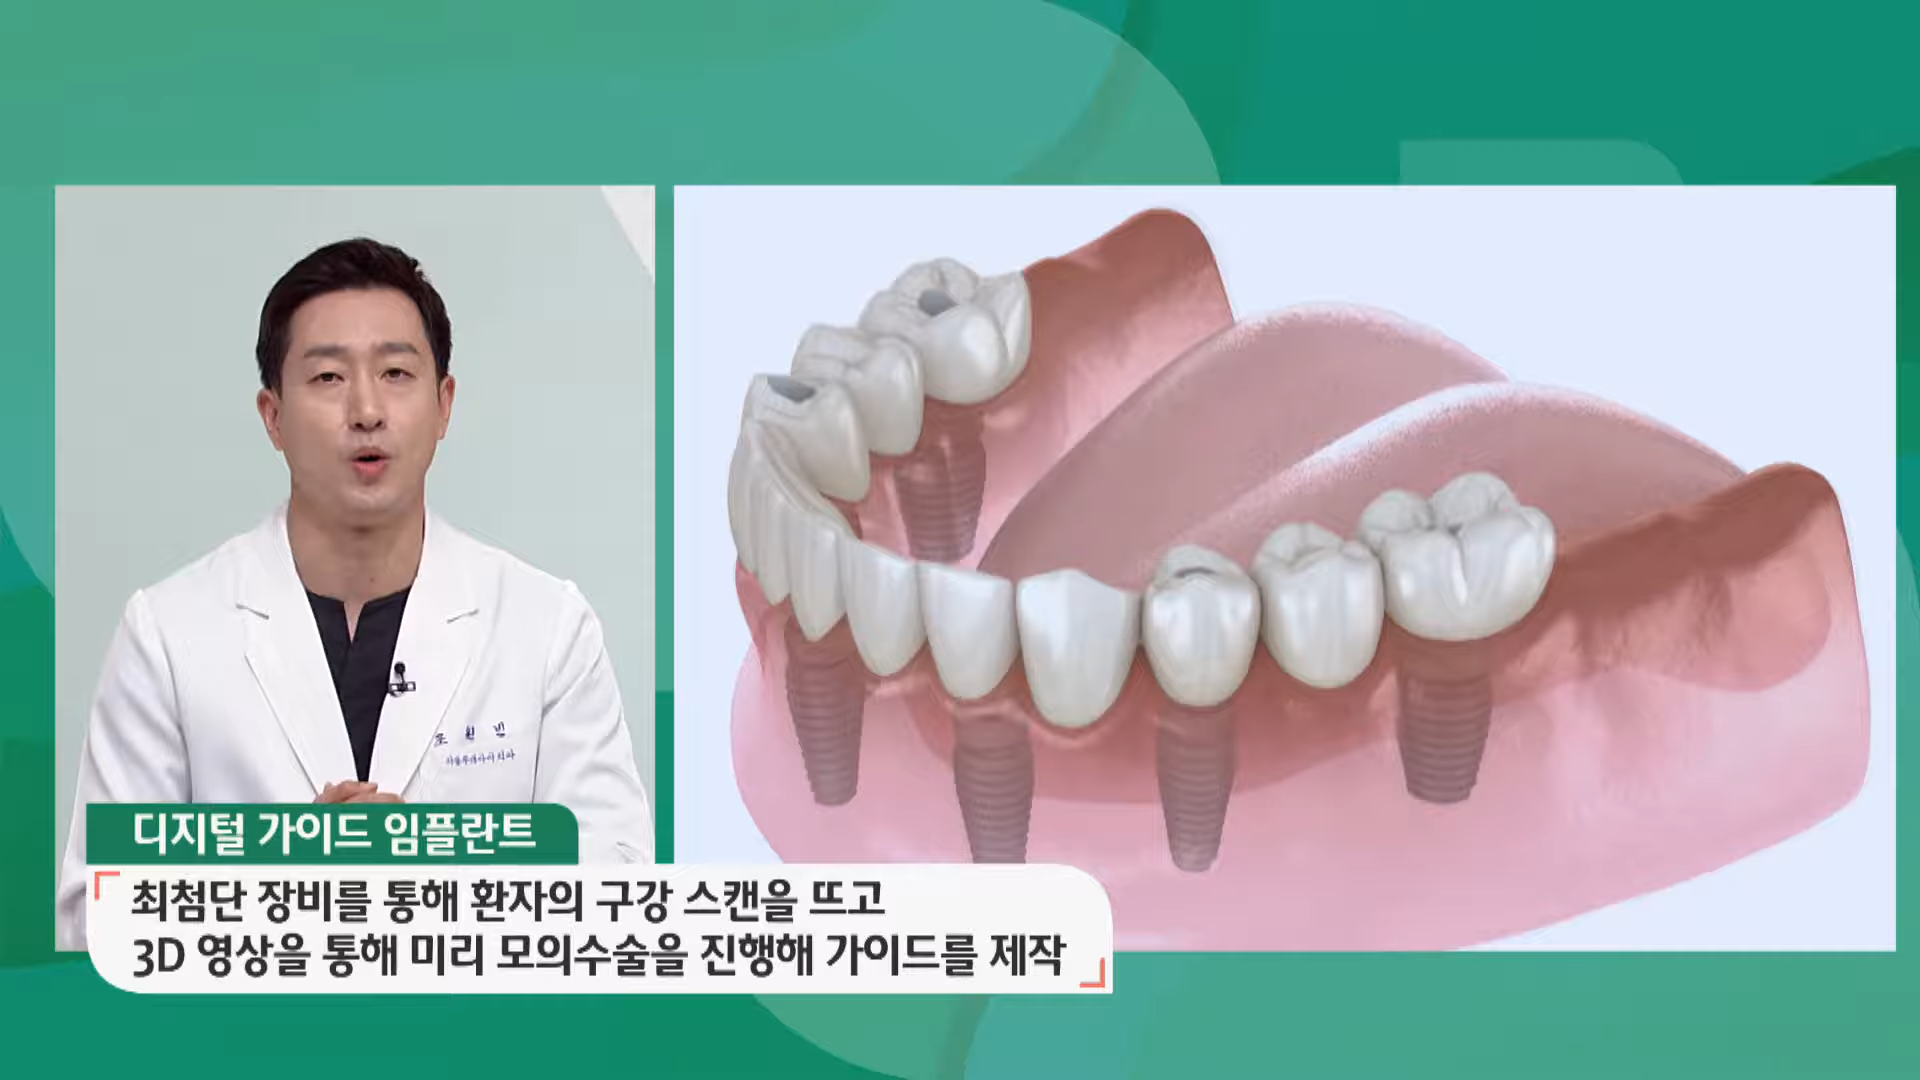 디지털 가이드 임플란트
최첨단 장비를 통해 환자의 구강 스캔을 뜨고
3D 영상을 통해 미리 모의수술을 진행해 가이드를 제작